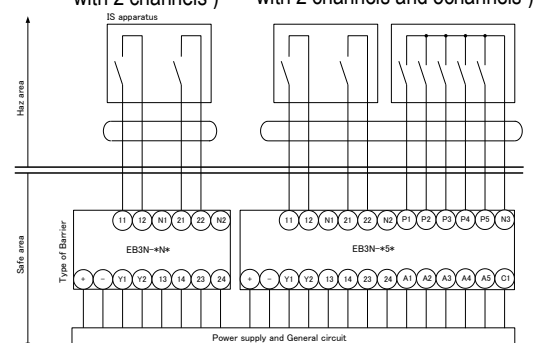 with 2 channels )
with 2 channels and 5channels )
IS apparatus
Haz area
11 12 N1 21 22 N2
11 12 N1 21 22 N2 P1 P2 P3 P4 P5 N3
Safe area
Type of Barrier
EB3N-*N*
EB3N-*5*
+ - Y1 Y2 13 14 23 24
+ - Y1 Y2 13 14 23 24 A1 A2 A3 A4 A5 C1
Power supply and General circuit